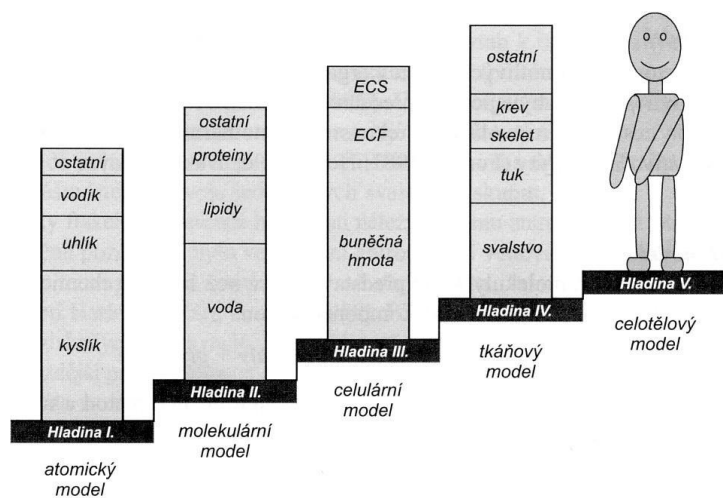 ostatní
vodík
uhlík
kyslík
Hladina I.
atomický
model
ostatní
proteiny
lipidy
voda
Hladina II.
molekulární
model
ECS
ECF
buněčná
hmota
Hladina III.
celulární
model
ostatní
krev
skelet
tuk
svalstvo
Hladina IV.
tkáňový
model
Hladina V.
celotělový
model